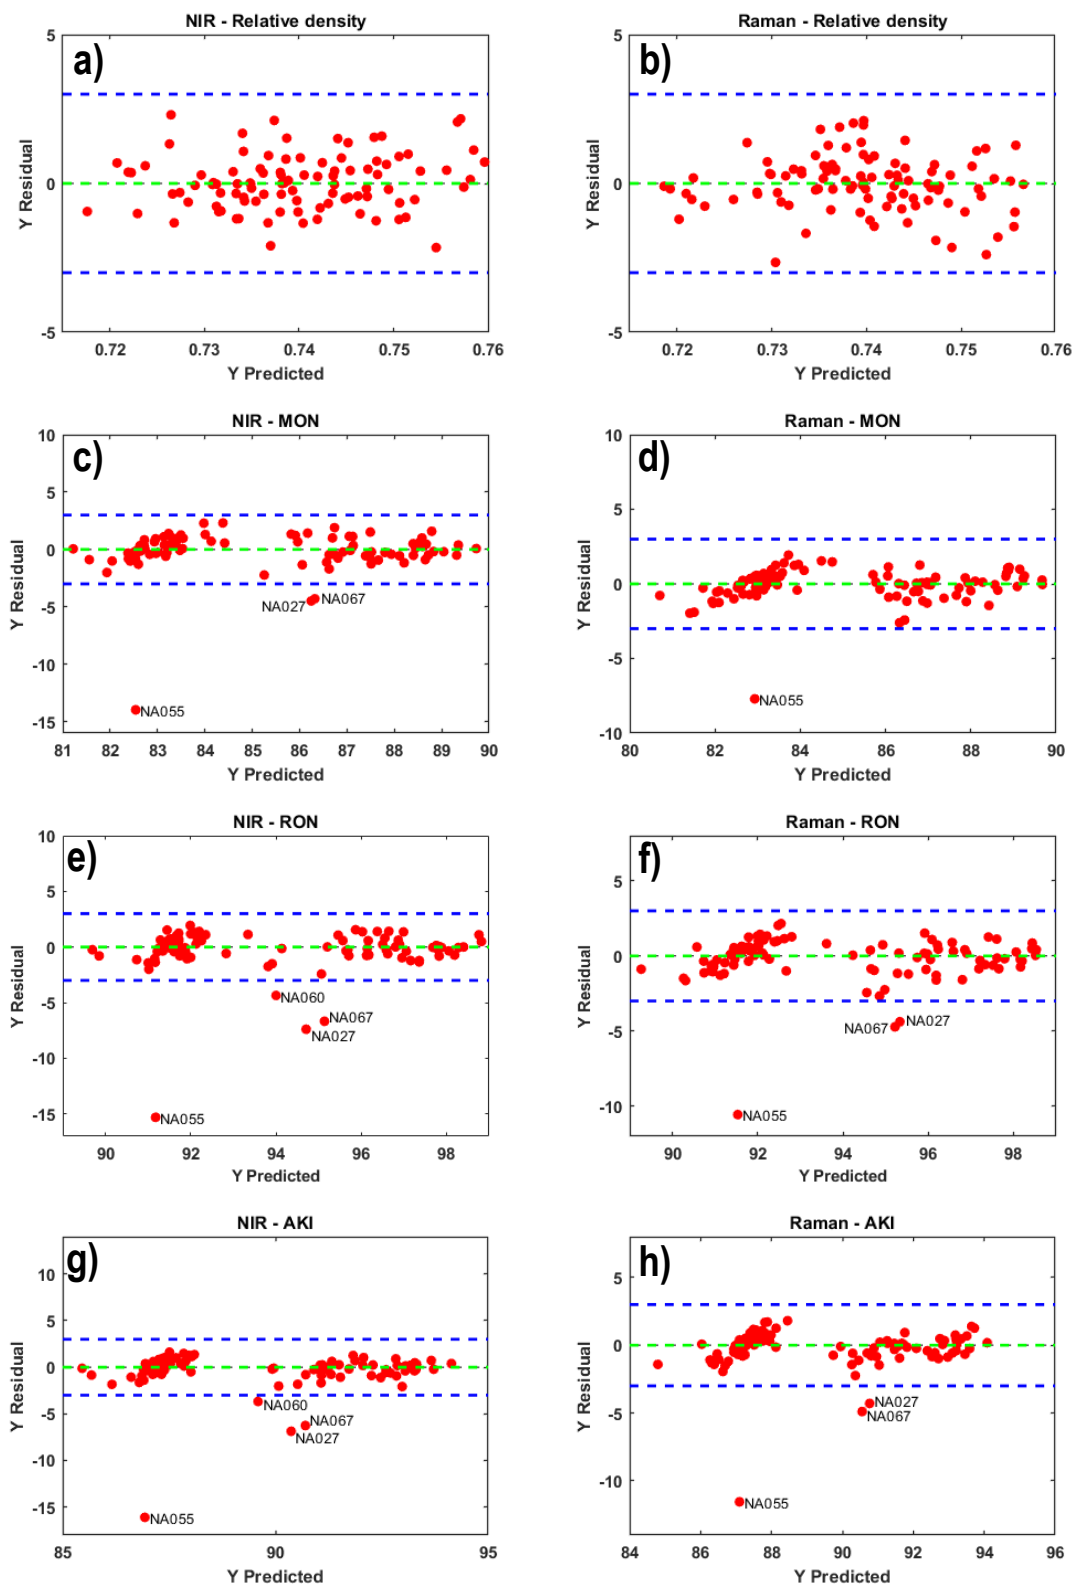 NIR - Relative density
a)
5
0
-5
Y Residual
0.72 0.73 0.74 0.75 0.76
Y Predicted
Raman - Relative density
b)
5
0
-5
Y Residual
0.72 0.73 0.74 0.75 0.76
Y Predicted
NIR - MON
c)
10
5
0
-5
-10
-15
Y Residual
NA027
NA067
NA055
81 82 83 84 85 86 87 88 89 90
Y Predicted
Raman - MON
d)
10
5
0
-5
-10
Y Residual
NA055
80 82 84 86 88 90
Y Predicted
NIR - RON
e)
10
5
0
-5
-10
-15
Y Residual
NA060
NA067
NA027
NA055
90 92 94 96 98
Y Predicted
Raman - RON
f)
5
0
-5
-10
Y Residual
NA067
NA027
NA055
90 92 94 96 98
Y Predicted
NIR - AKI
g)
10
5
0
-5
-10
-15
Y Residual
NA060
NA067
NA027
NA055
85 90 95
Y Predicted
Raman - AKI
h)
5
0
-5
-10
Y Residual
NA027
NA067
NA055
84 86 88 90 92 94 96
Y Predicted